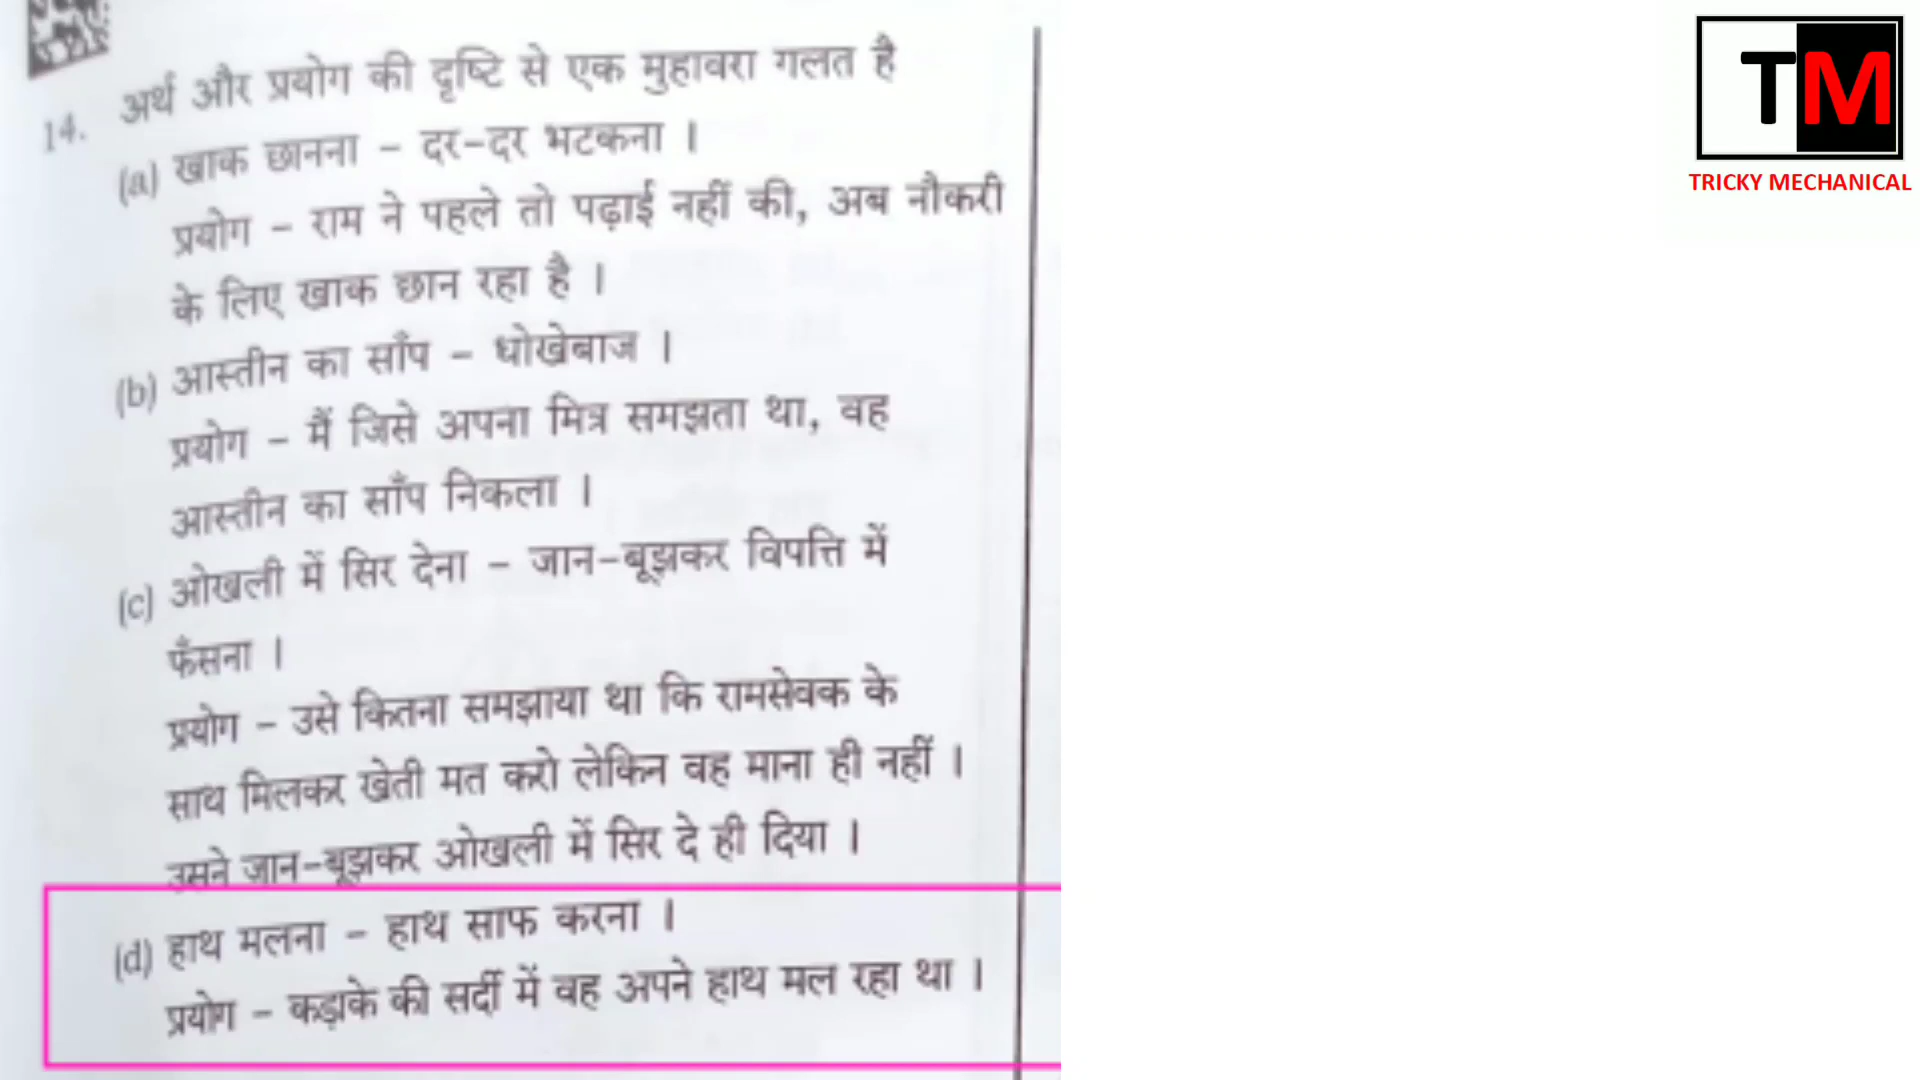 14. अर्थ और प्रयोग की दृष्टि से एक मुहावरा गलत है
(a) खाक छानना – दर-दर भटकना ।
प्रयोग – राम ने पहले तो पढ़ाई नहीं की, अब नौकरी
के लिए खाक छान रहा है ।
(b) आस्तीन का साँप – धोखेबाज ।
प्रयोग – मैं जिसे अपना मित्र समझता था, वह
आस्तीन का साँप निकला ।
(c) ओखली में सिर देना – जान-बूझकर विपत्ति में
फँसना ।
प्रयोग – उसे कितना समझाया था कि रामसेवक के
साथ मिलकर खेती मत करो लेकिन वह माना ही नहीं ।
उसने जान-बूझकर ओखली में सिर दे ही दिया ।
(d) हाथ मलना – हाथ साफ करना ।
प्रयोग – कड़ाके की सर्दी में वह अपने हाथ मल रहा था ।
TM
TRICKY MECHANICAL